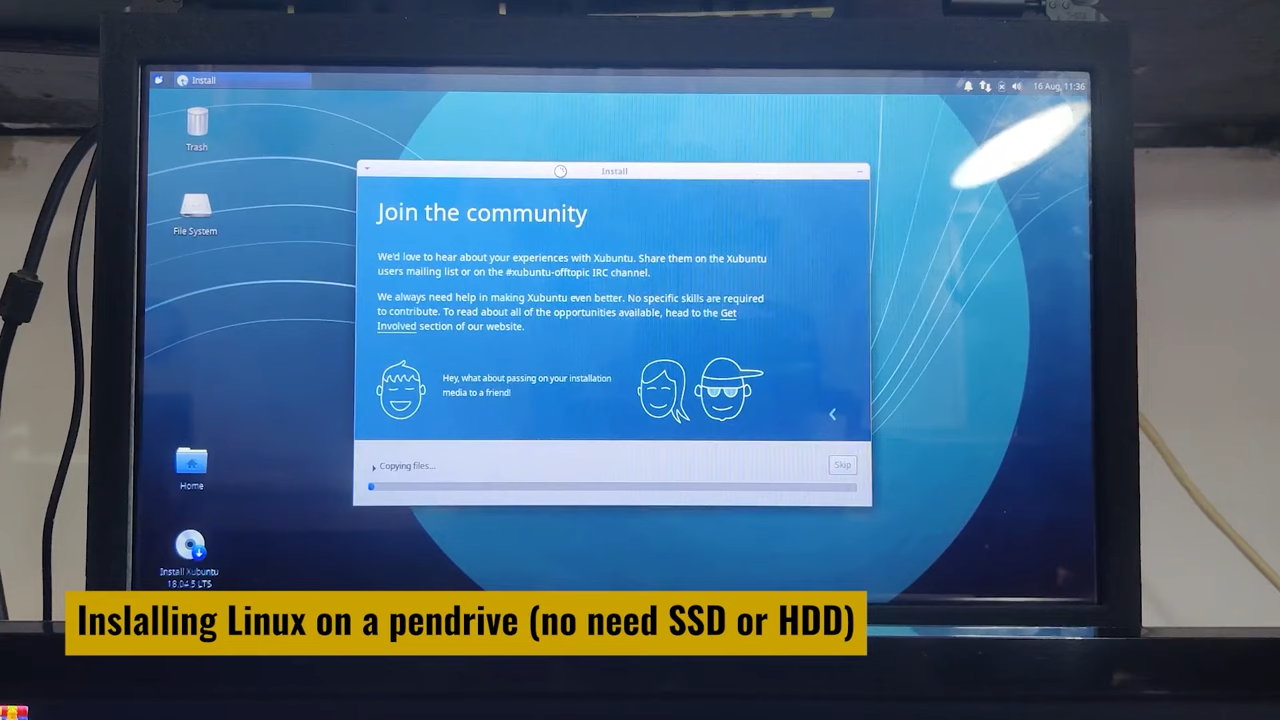 Install
16 Aug, 11:36
Trash
File System
Install
Join the community
We'd love to hear about your experiences with Xubuntu. Share them on the Xubuntu
users mailing list or on the #xubuntu-offtopic IRC channel.
We always need help in making Xubuntu even better. No specific skills are required
to contribute. To read about all of the opportunities available, head to the Get
Involved section of our website.
Hey, what about passing on your installation
media to a friend!
Copying files...
Skip
Home
Install Xubuntu
18.04.5 LTS
Inslalling Linux on a pendrive (no need SSD or HDD)